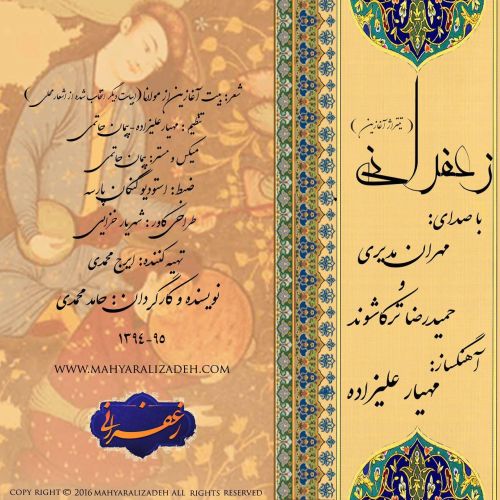 (تیتراژ آغازین)
زعفرانی
با صدای:
مهران مدیری
و
حمیدرضا ترکاشوند
آهنگساز:
مهیار علیزاده
شعر: بیت آغازین از مولانا (ابیات دیگر انتخاب شده از اشعار محلی)
تنظیم: مهیار علیزاده-پیمان حاتمی
میکس و مستر: پیمان حاتمی
ضبط: استودیو گنگان پارسه
طراحی کاور: شهریار خزایی
تهیه کننده: ایرج محمدی
نویسنده و کارگردان: حامد محمدی
۱۳۹۴-۹۵
WWW.MAHYARALIZADEH.COM
زعفرانی
COPY RIGHT © 2016 MAHYARALIZADEH ALL RIGHTS RESERVED